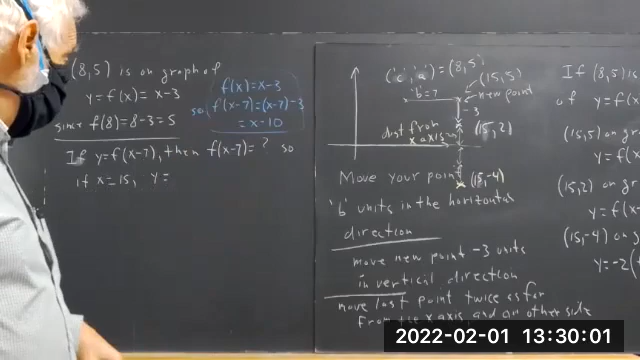 (8,5) is on graph of
y = f(x) = x-3
since f(8) = 8-3 = 5
f(x) = x-3
so f(x-7) = (x-7)-3
= x-10
If y = f(x-7), then f(x-7) = ? so
if x = 15, y =
('c', 'a') = (8,5)
'b' = 7
(15,5)
new point
-3
dist from
x axis
(15,2)
(15,-4)
Move your point
'b' units in the horizontal
direction
move new point -3 units
in vertical direction
move last point twice as far
from the x axis, and on other side
If (8,5) is
of y = f(x
(15,5) on g
y = f(x
(15,2) on g
y = f(x-
(15,-4) on g
y = -2(
2022-02-01 13:30:01